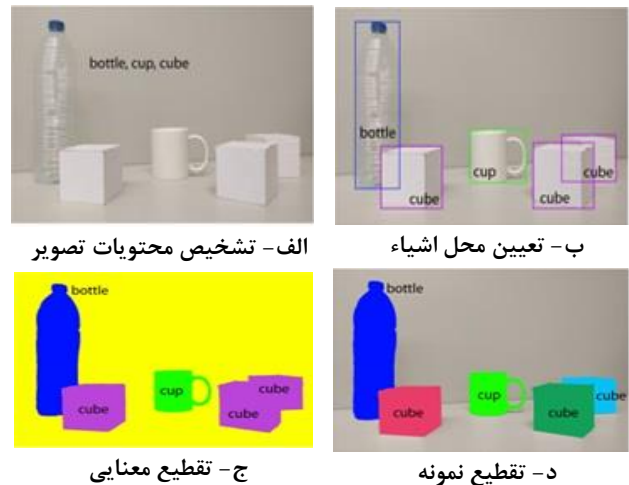 bottle, cup, cube
الف- تشخیص محتویات تصویر
bottle
cube
cup
cube
cube
ب- تعیین محل اشیاء
bottle
cube
cup
cube
cube
ج- تقطیع معنایی
bottle
cube
cup
cube
cube
د- تقطیع نمونه